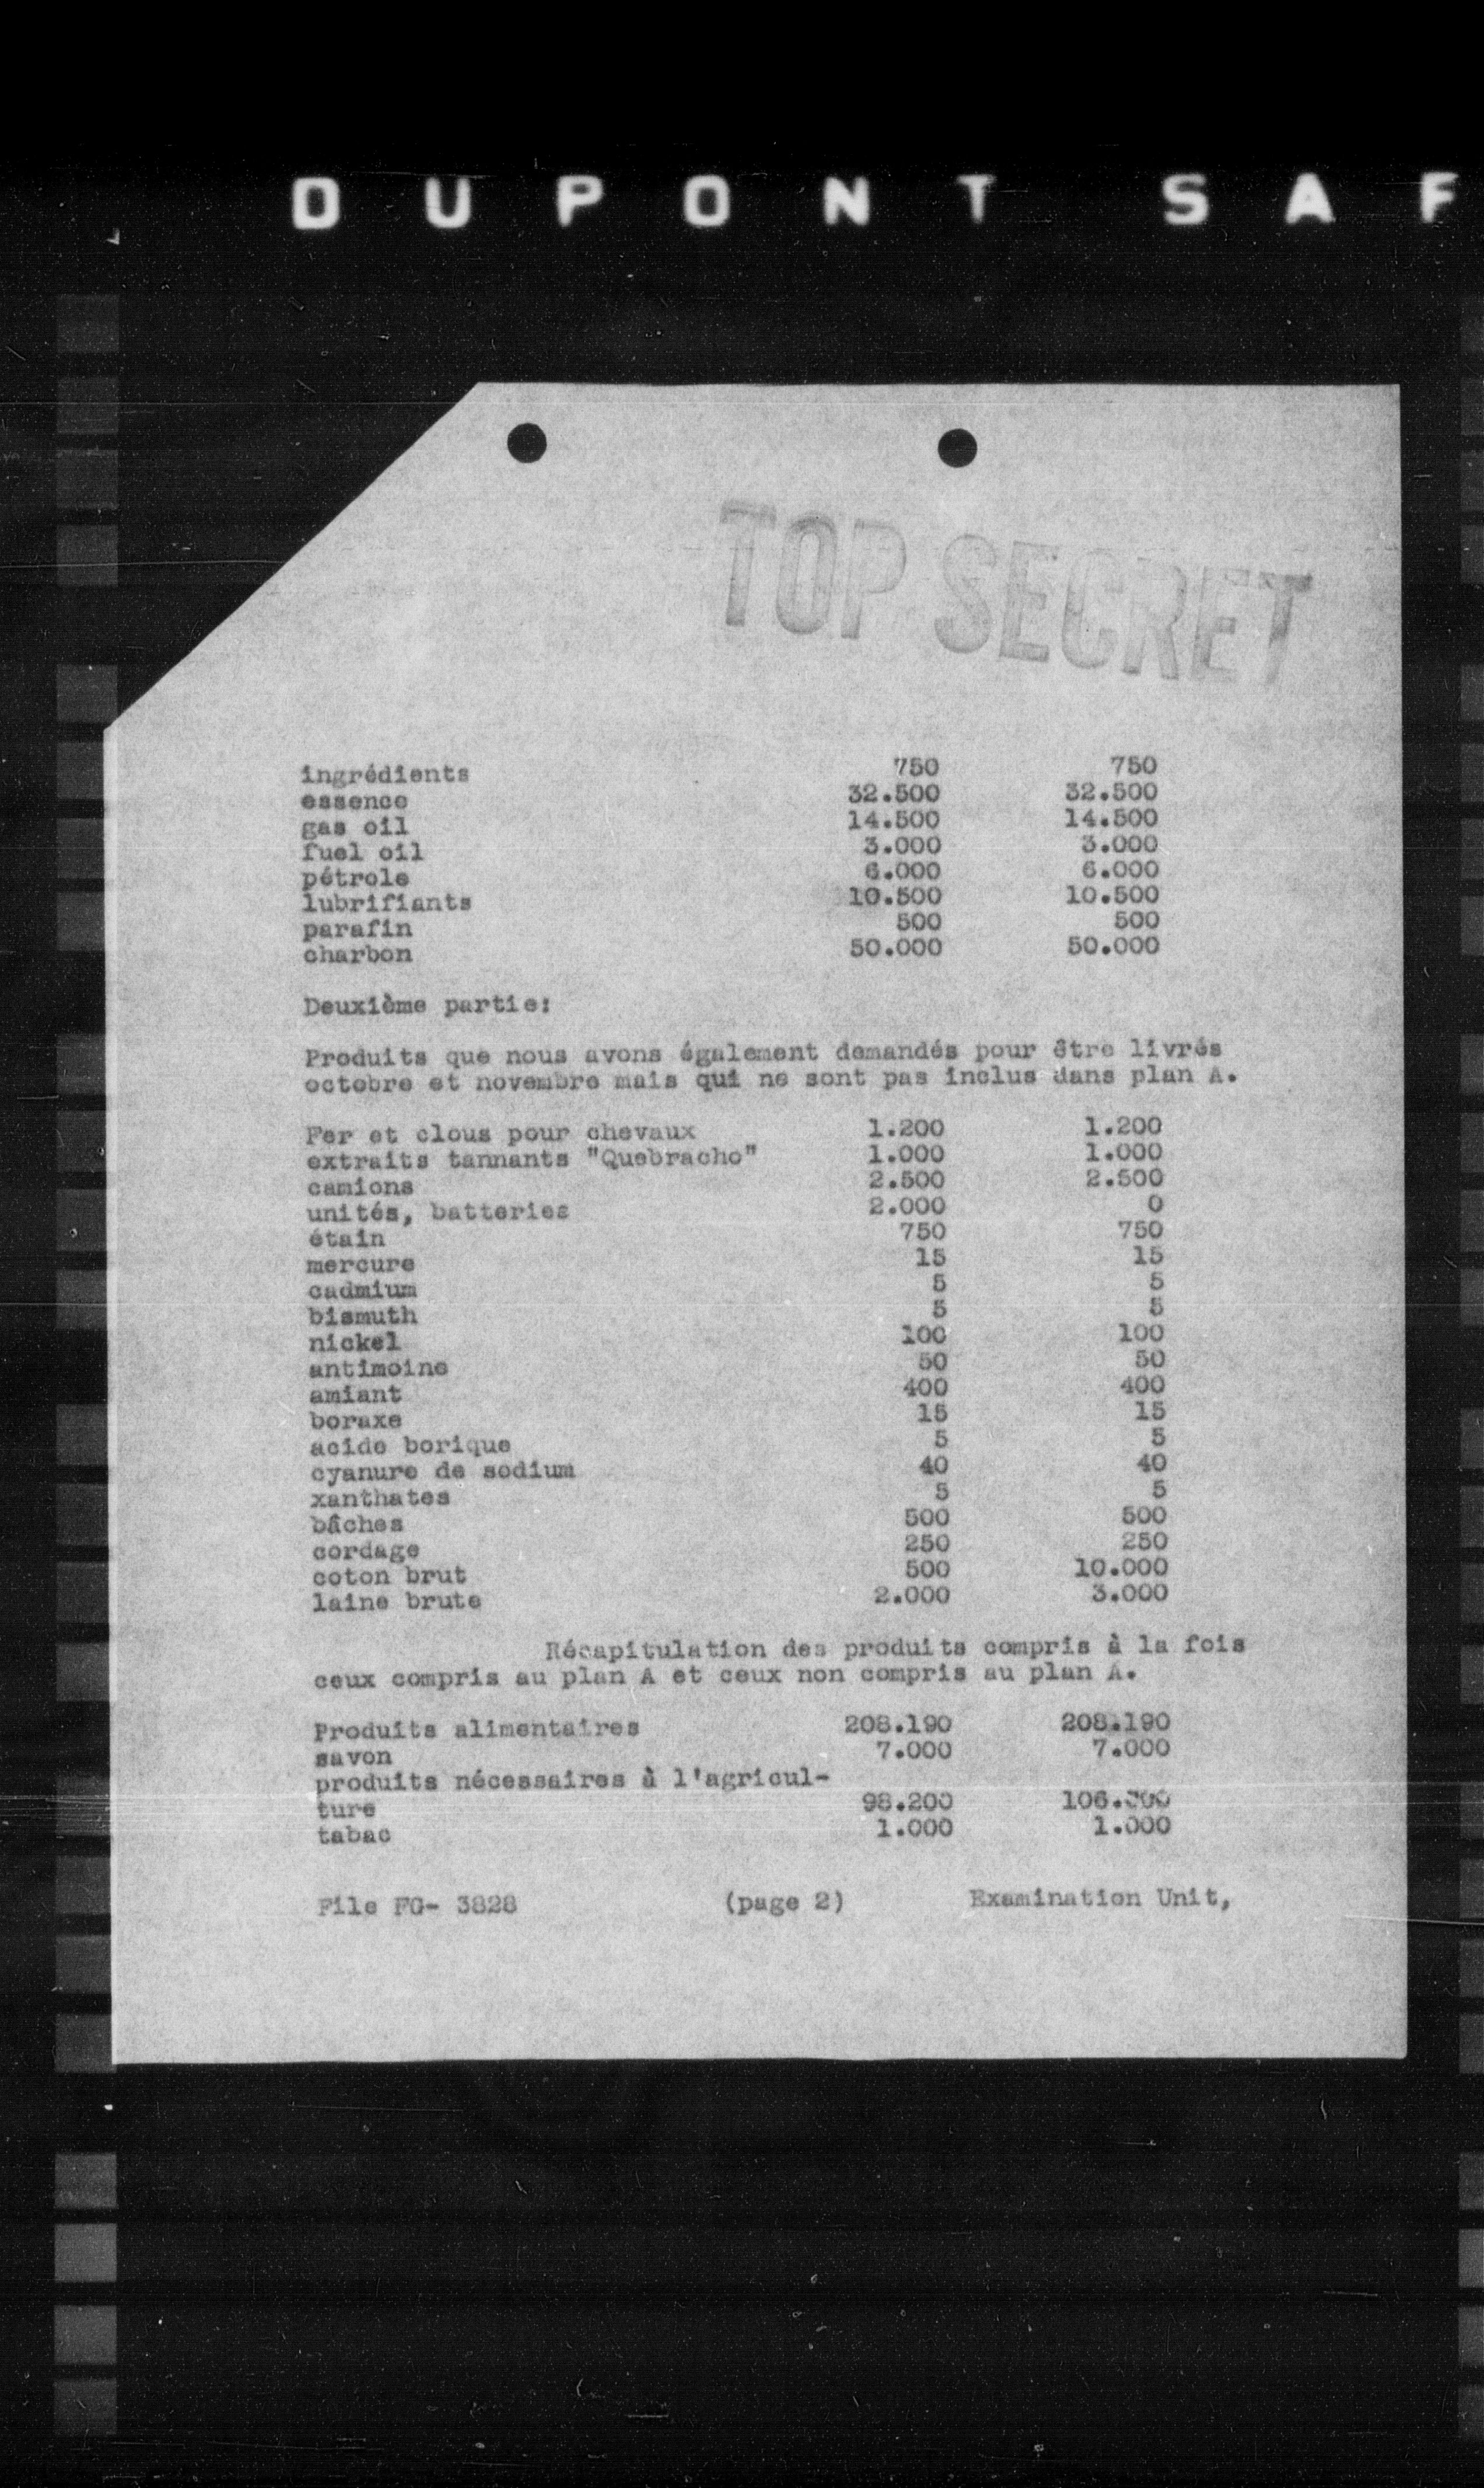 DUPONT SAF
TOP SECRET
ingrédients 750 750
essence 32.500 32.500
gas oil 14.500 14.500
fuel oil 3.000 3.000
pétrole 6.000 6.000
lubrifiants 10.500 10.500
parafin 500 500
charbon 50.000 50.000
Deuxième partie:
Produits que nous avons également demandés pour être livrés
octobre et novembre mais qui ne sont pas inclus dans plan A.
Fer et clous pour chevaux 1.200 1.200
extraits tannants "Quebracho" 1.000 1.000
camions 2.500 2.500
unités, batteries 2.000 0
étain 750 750
mercure 15 15
cadmium 5 5
bismuth 5 5
nickel 100 100
antimoine 50 50
amiant 400 400
boraxe 15 15
acide borique 5 5
cyanure de sodium 40 40
xanthates 5 5
bâches 500 500
cordage 250 250
coton brut 500 10.000
laine brute 2.000 3.000
Récapitulation des produits compris à la fois
ceux compris au plan A et ceux non compris au plan A.
Produits alimentaires 208.190 208.190
savon 7.000 7.000
produits nécessaires à l'agricul-
ture 98.200
tabac 1.000 1.000
File FG- 3828 (page 2) Examination Unit,